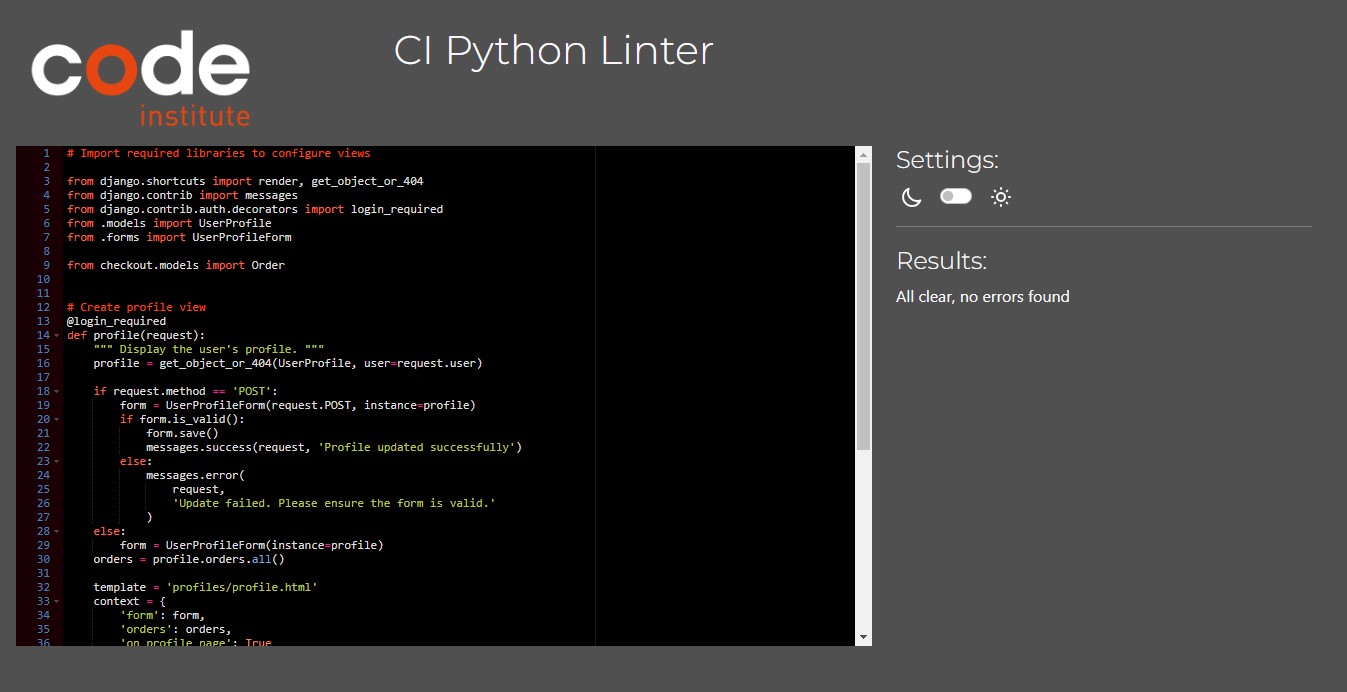 code
institute
CI Python Linter
1 # Import required libraries to configure views
2
3 from django.shortcuts import render, get_object_or_404
4 from django.contrib import messages
5 from django.contrib.auth.decorators import login_required
6 from .models import UserProfile
7 from .forms import UserProfileForm
8
9 from checkout.models import Order
10
11
12 # Create profile view
13 @login_required
14 def profile(request):
15     """ Display the user's profile. """
16     profile = get_object_or_404(UserProfile, user=request.user)
17
18     if request.method == 'POST':
19         form = UserProfileForm(request.POST, instance=profile)
20         if form.is_valid():
21             form.save()
22             messages.success(request, 'Profile updated successfully')
23         else:
24             messages.error(
25                 request,
26                 'Update failed. Please ensure the form is valid.'
27             )
28     else:
29         form = UserProfileForm(instance=profile)
30     orders = profile.orders.all()
31
32     template = 'profiles/profile.html'
33     context = {
34         'form': form,
35         'orders': orders,
36         'on_profile_page': True
Settings:
Results:
All clear, no errors found